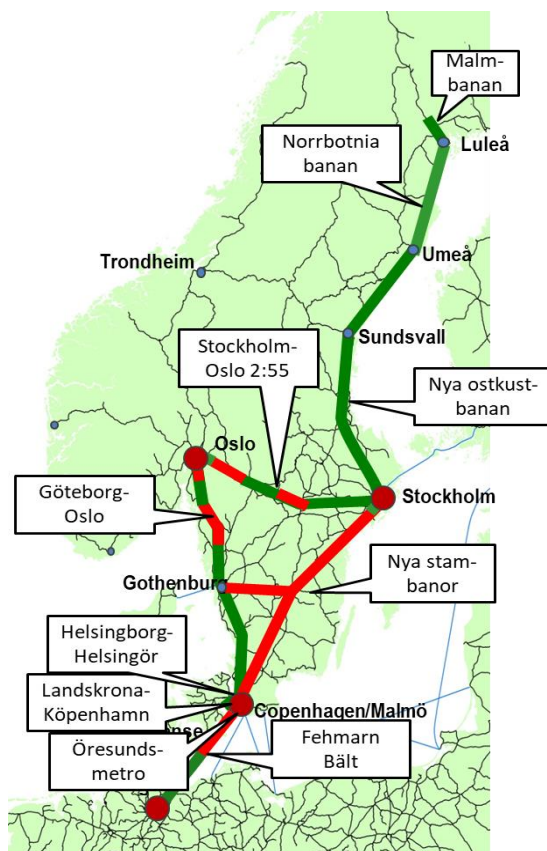 Malm-
banan
Luleå
Norrbotnia
banan
Umeå
Trondheim
Sundsvall
Stockholm-
Oslo 2:55
Nya ostkust-
banan
Oslo
Göteborg-
Oslo
Stockholm
Nya stam-
banor
Gothenburg
Helsingborg-
Helsingör
Landskrona-
Köpenhamn
Copenhagen/Malmö
Öresunds-
metro
Fehmarn
Bält